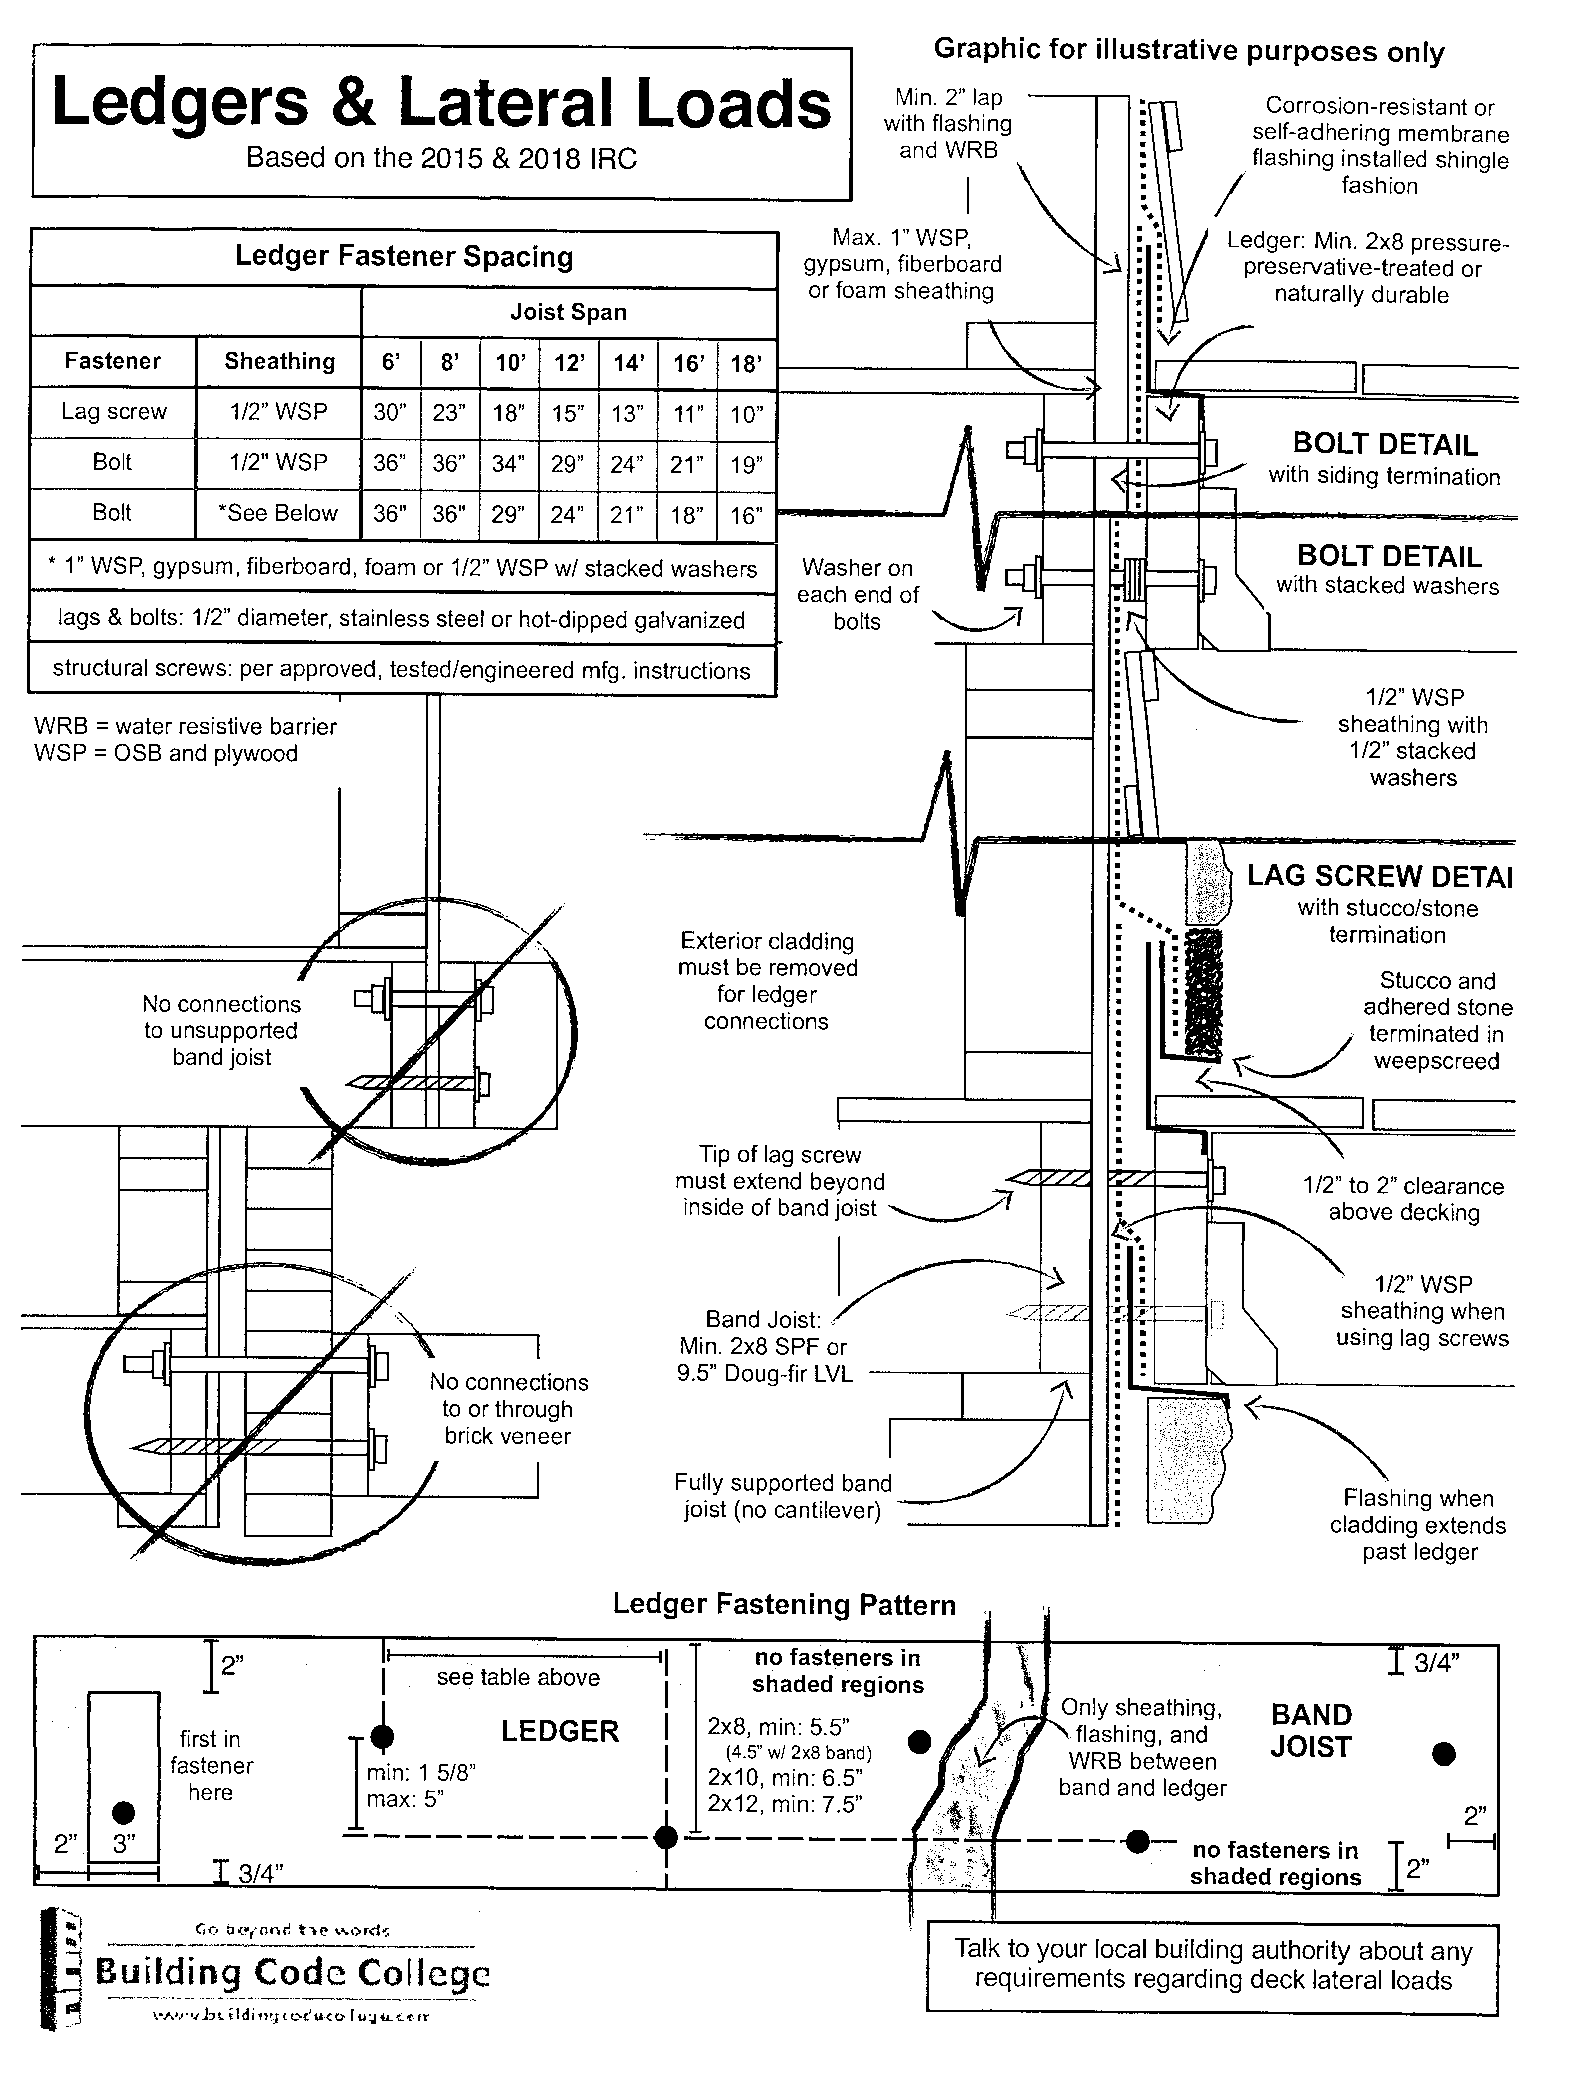 Graphic for illustrative purposes only
Ledgers & Lateral Loads
Based on the 2015 & 2018 IRC
Ledger Fastener Spacing
Joist Span
Fastener Sheathing 6' 8' 10' 12' 14' 16' 18'
Lag screw 1/2" WSP 30" 23" 18" 15" 13" 11" 10"
Bolt 1/2" WSP 36" 36" 34" 29" 24" 21" 19"
Bolt *See Below 36" 36" 29" 24" 21" 18" 16"
* 1" WSP, gypsum, fiberboard, foam or 1/2" WSP w/ stacked washers
lags & bolts: 1/2" diameter, stainless steel or hot-dipped galvanized
structural screws: per approved, tested/engineered mfg. instructions
WRB = water resistive barrier
WSP = OSB and plywood
Min. 2" lap
with flashing
and WRB
Max. 1" WSP,
gypsum, fiberboard
or foam sheathing
Corrosion-resistant or
self-adhering membrane
flashing installed shingle
fashion
Ledger: Min. 2x8 pressure-
preservative-treated or
naturally durable
BOLT DETAIL
with siding termination
BOLT DETAIL
with stacked washers
Washer on
each end of
bolts
1/2" WSP
sheathing with
1/2" stacked
washers
LAG SCREW DETAI
with stucco/stone
termination
Exterior cladding
must be removed
for ledger
connections
Stucco and
adhered stone
terminated in
weepscreed
No connections
to unsupported
band joist
Tip of lag screw
must extend beyond
inside of band joist
1/2" to 2" clearance
above decking
Band Joist:
Min. 2x8 SPF or
9.5" Doug-fir LVL
1/2" WSP
sheathing when
using lag screws
No connections
to or through
brick veneer
Fully supported band
joist (no cantilever)
Flashing when
cladding extends
past ledger
Ledger Fastening Pattern
2"
see table above
no fasteners in
shaded regions
3/4"
first in
fastener
here
LEDGER
min: 1 5/8"
max: 5"
2x8, min: 5.5"
(4.5" w/ 2x8 band)
2x10, min: 6.5"
2x12, min: 7.5"
Only sheathing,
flashing, and
WRB between
band and ledger
BAND
JOIST
2" 3"
3/4"
2"
no fasteners in
shaded regions
2"
Go beyond the words
Building Code College
www.buildingcodecollege.com
Talk to your local building authority about any
requirements regarding deck lateral loads